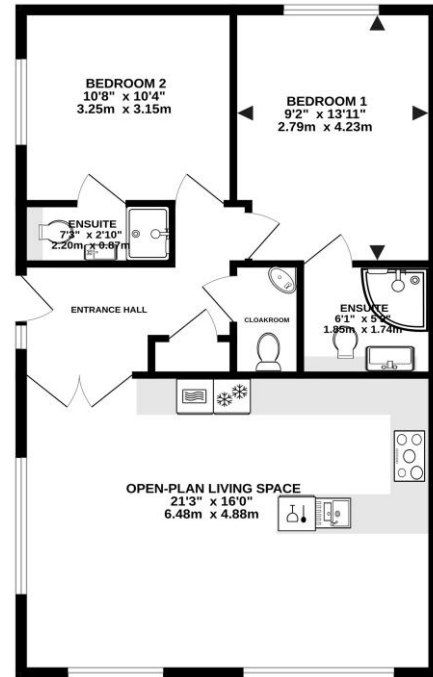 BEDROOM 2
10'8" x 10'4"
3.25m x 3.15m
BEDROOM 1
9'2" x 13'11"
2.79m x 4.23m
ENSUITE
7'3" x 2'10"
2.20m x 0.87m
ENTRANCE HALL
CLOAKROOM
ENSUITE
6'1" x 5'9"
1.85m x 1.74m
OPEN-PLAN LIVING SPACE
21'3" x 16'0"
6.48m x 4.88m